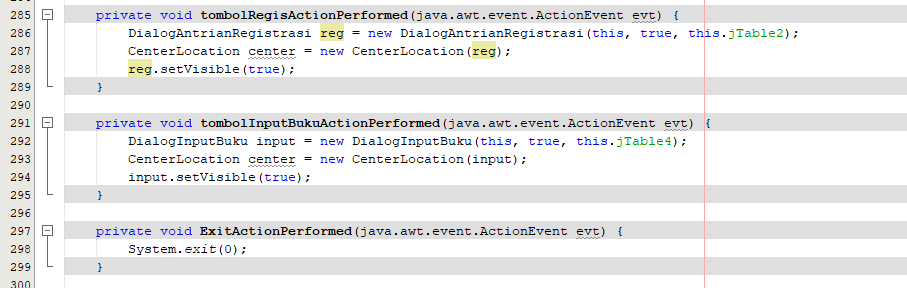 285 private void tombolRegisActionPerformed(java.awt.event.ActionEvent evt) {
286 DialogAntrianRegistrasi reg = new DialogAntrianRegistrasi(this, true, this.jTable2);
287 CenterLocation center = new CenterLocation(reg);
288 reg.setVisible(true);
289 }
290
291 private void tombolInputBukuActionPerformed(java.awt.event.ActionEvent evt) {
292 DialogInputBuku input = new DialogInputBuku(this, true, this.jTable4);
293 CenterLocation center = new CenterLocation(input);
294 input.setVisible(true);
295 }
296
297 private void ExitActionPerformed(java.awt.event.ActionEvent evt) {
298 System.exit(0);
299 }
300